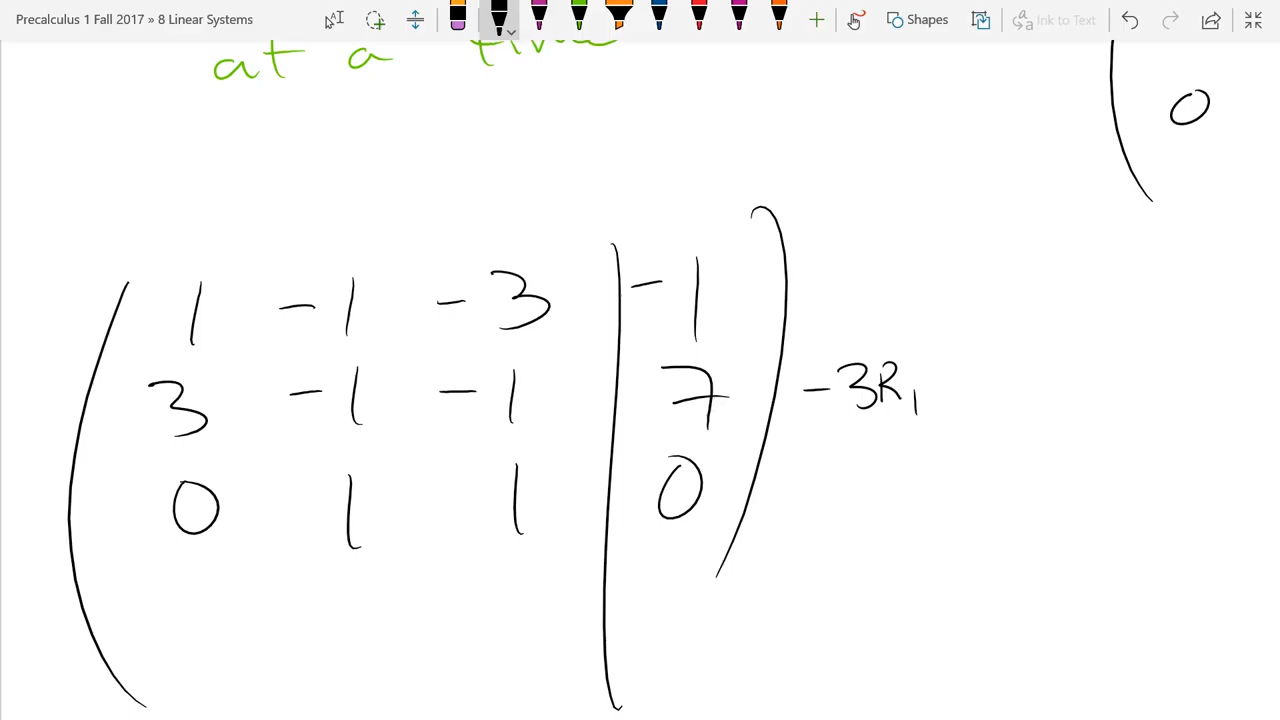 Precalculus 1 Fall 2017 » 8 Linear Systems
Shapes
Ink to Text
at a time
0
1 -1 -3 | -1
3 -1 -1 | 7 -3R₁
0 1 1 | 0